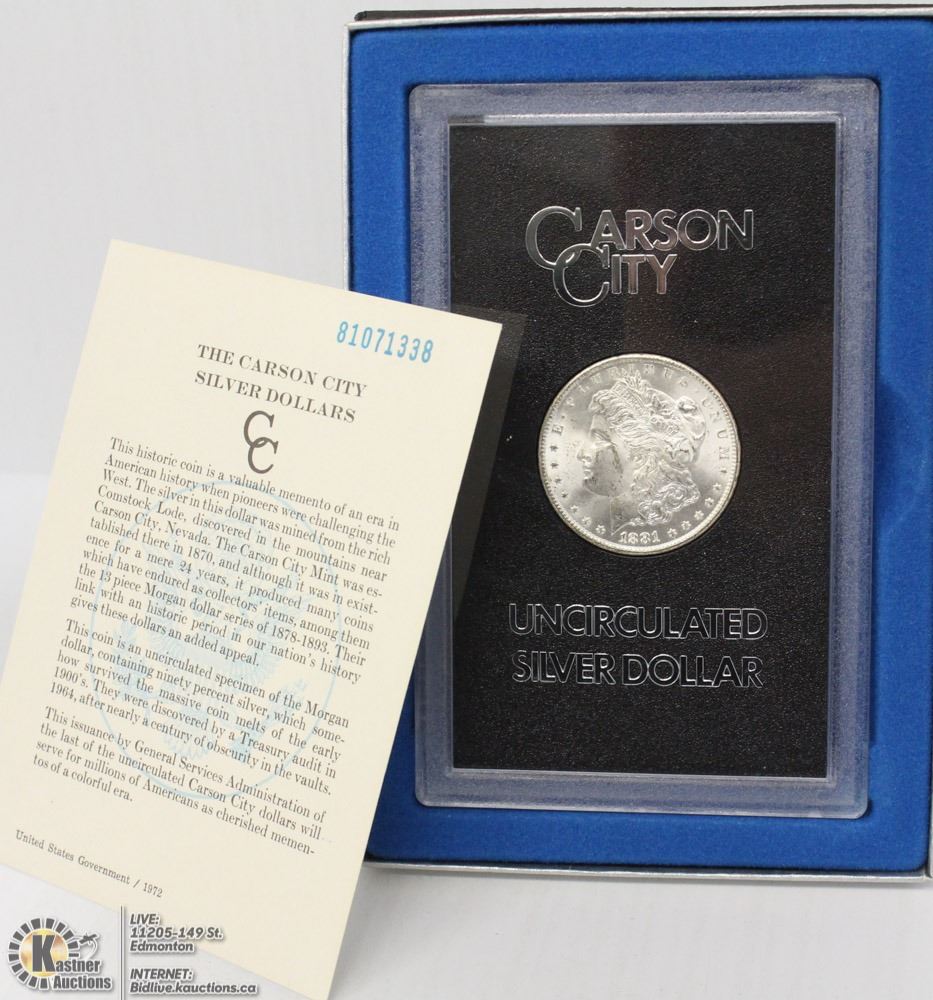 81071338
THE CARSON CITY
SILVER DOLLARS
CC
This historic coin is a valuable memento of an era in
American history when pioneers were challenging the
West. The silver in this dollar was mined from the rich
Comstock Lode, discovered in the mountains near
Carson City, Nevada. The Carson City Mint was es-
tablished there in 1870, and although it was in exist-
ence for a mere 24 years, it produced many coins
which have endured as collectors' items, among them
the 13 piece Morgan dollar series of 1878-1893. Their
link with an historic period in our nation's history
gives these dollars an added appeal.
This coin is an uncirculated specimen of the Morgan
dollar, containing ninety percent silver, which some-
how survived the massive coin melts of the early
1900's. They were discovered by a Treasury audit in
1964, after nearly a century of obscurity in the vaults.
This issuance by General Services Administration of
the last of the uncirculated Carson City dollars will
serve for millions of Americans as cherished memen-
tos of a colorful era.
United States Government / 1972
CARSON
CITY
E PLURIBUS UNUM
1881
UNCIRCULATED
SILVER DOLLAR
Kastner
Auctions
LIVE:
11205-149 St.
Edmonton
INTERNET:
Bidlive.kauctions.ca